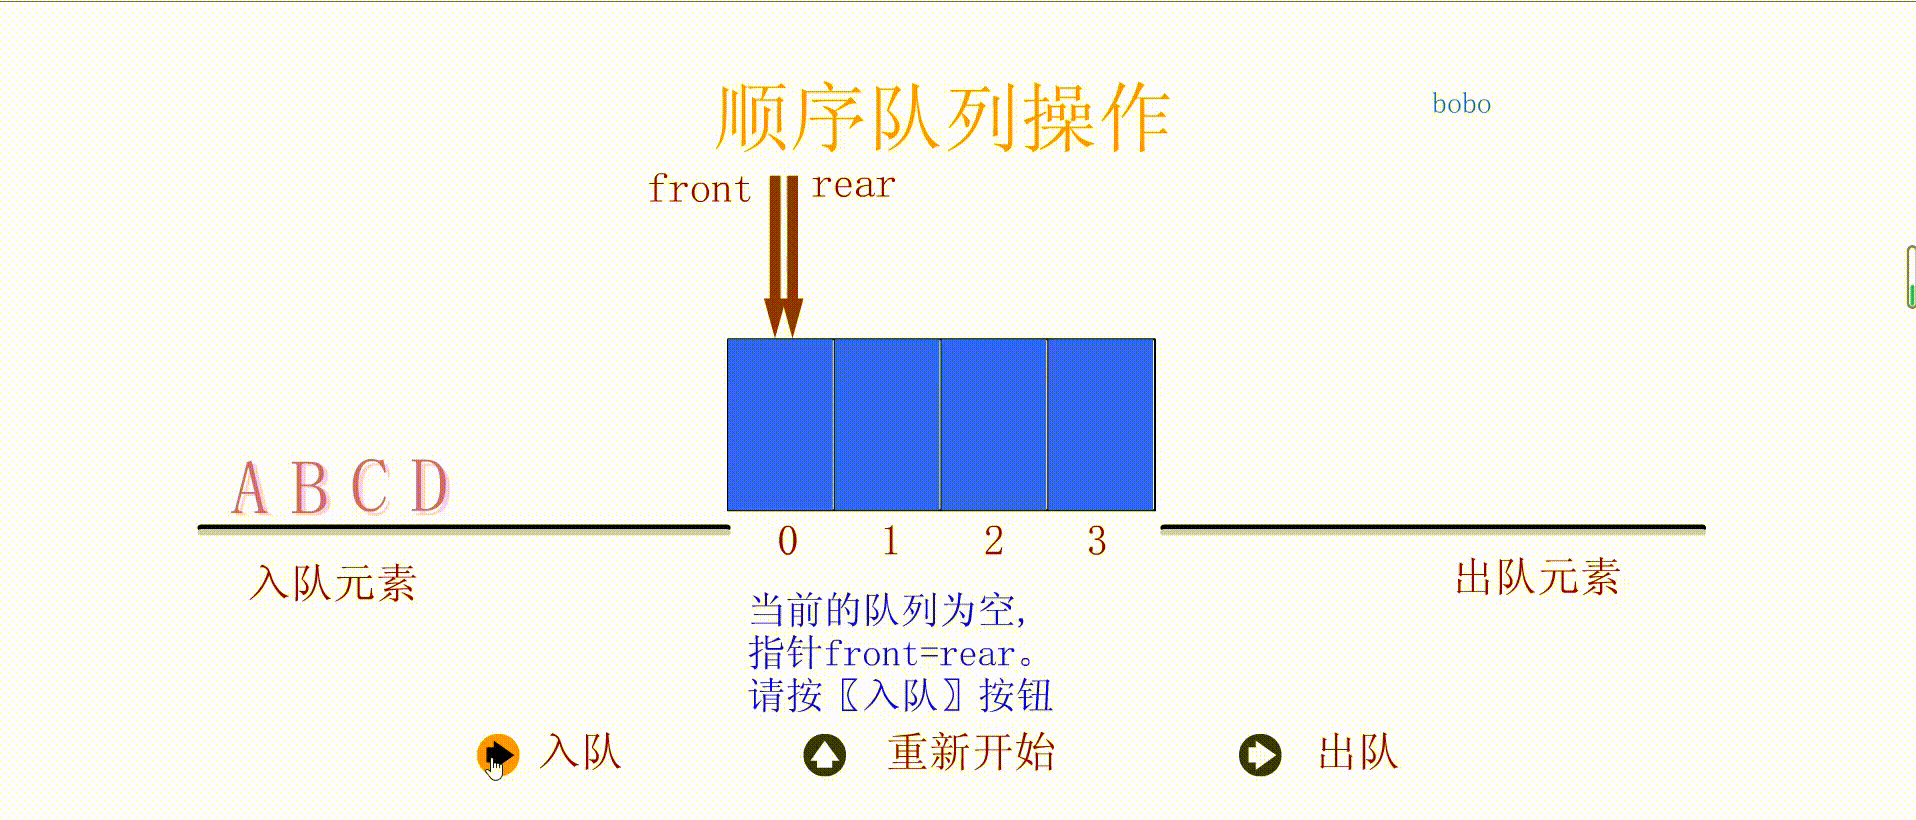 顺序队列操作
bobo
front
rear
A B C D
0 1 2 3
入队元素
出队元素
当前的队列为空,
指针front=rear。
请按〖入队〗按钮
入队
重新开始
出队